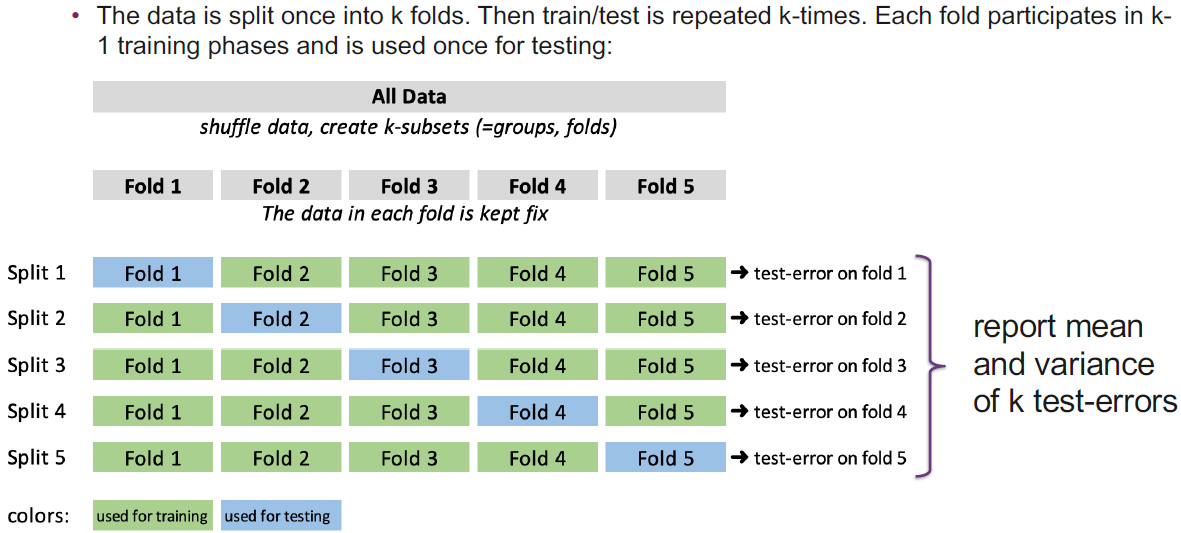 • The data is split once into k folds. Then train/test is repeated k-times. Each fold participates in k-
1 training phases and is used once for testing:
All Data
shuffle data, create k-subsets (=groups, folds)
Fold 1 Fold 2 Fold 3 Fold 4 Fold 5
The data in each fold is kept fix
Split 1 Fold 1 Fold 2 Fold 3 Fold 4 Fold 5 ➔ test-error on fold 1
Split 2 Fold 1 Fold 2 Fold 3 Fold 4 Fold 5 ➔ test-error on fold 2
Split 3 Fold 1 Fold 2 Fold 3 Fold 4 Fold 5 ➔ test-error on fold 3
Split 4 Fold 1 Fold 2 Fold 3 Fold 4 Fold 5 ➔ test-error on fold 4
Split 5 Fold 1 Fold 2 Fold 3 Fold 4 Fold 5 ➔ test-error on fold 5
report mean
and variance
of k test-errors
colors: used for training used for testing